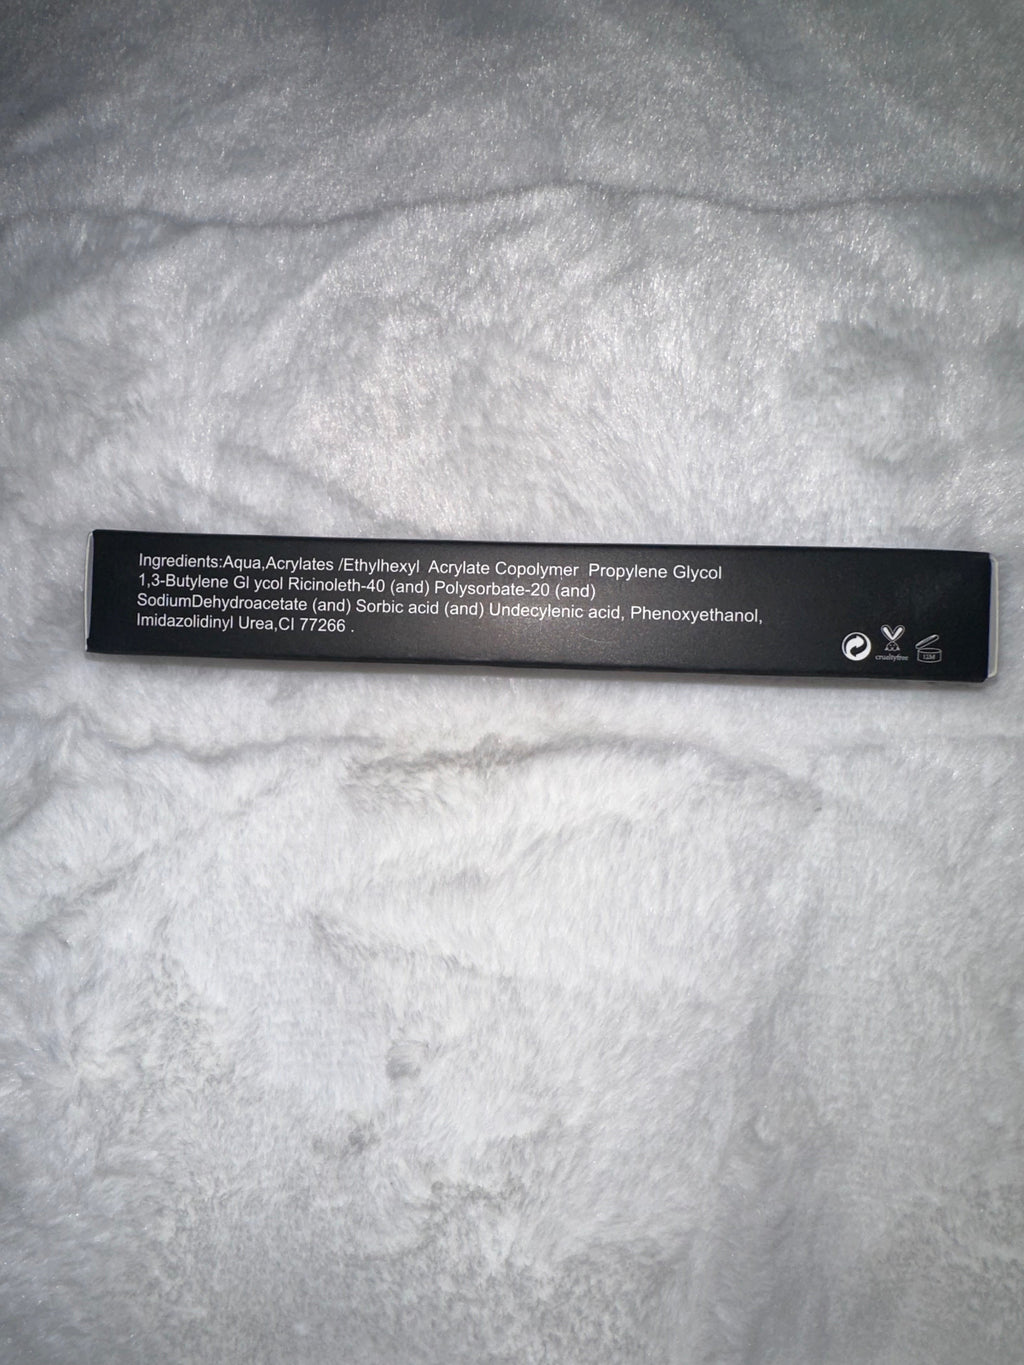 Ingredients:Aqua,Acrylates /Ethylhexyl  Acrylate Copolymer  Propylene Glycol
1,3-Butylene Gl ycol Ricinoleth-40 (and) Polysorbate-20 (and)
SodiumDehydroacetate (and) Sorbic acid (and) Undecylenic acid, Phenoxyethanol,
Imidazolidinyl Urea,CI 77266 .
crueltyfree
12M